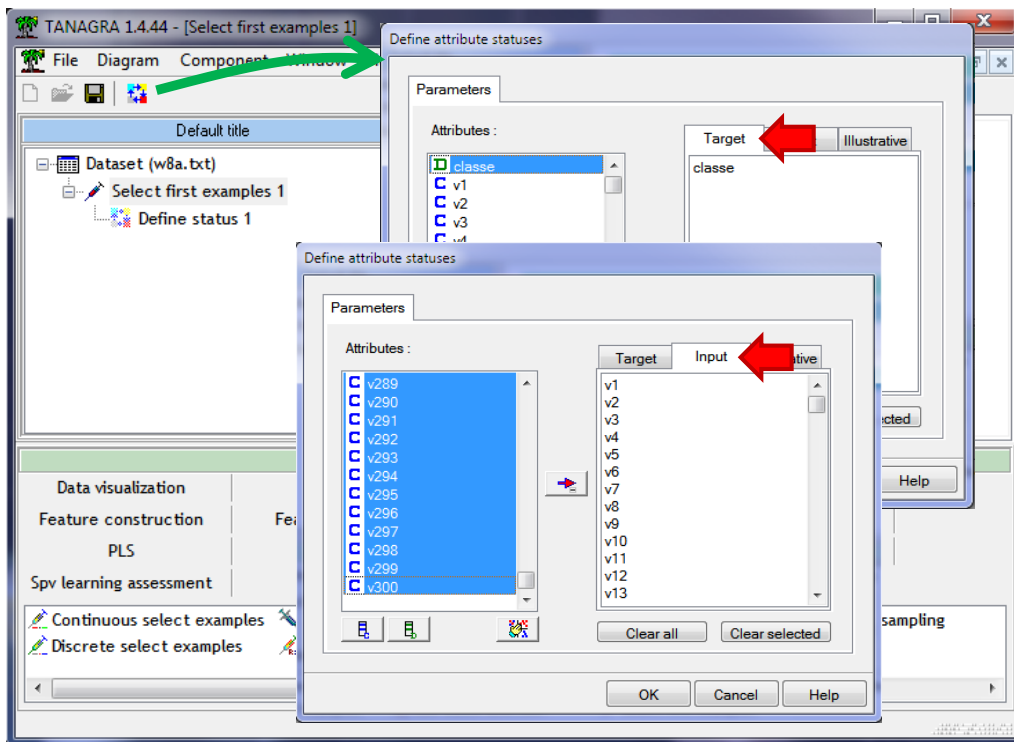 TANAGRA 1.4.44 - [Select first examples 1]
File Diagram Component Window
Default title
Dataset (w8a.txt)
Select first examples 1
Define status 1
Data visualization
Feature construction
PLS
Spv learning assessment
Continuous select examples
Discrete select examples
sampling
Define attribute statuses
Parameters
Attributes :
Target Illustrative
D classe
C v1
C v2
C v3
C v4
classe
Help
Define attribute statuses
Parameters
Attributes :
Target Input
C v289
C v290
C v291
C v292
C v293
C v294
C v295
C v296
C v297
C v298
C v299
C v300
v1
v2
v3
v4
v5
v6
v7
v8
v9
v10
v11
v12
v13
Clear all Clear selected
OK Cancel Help